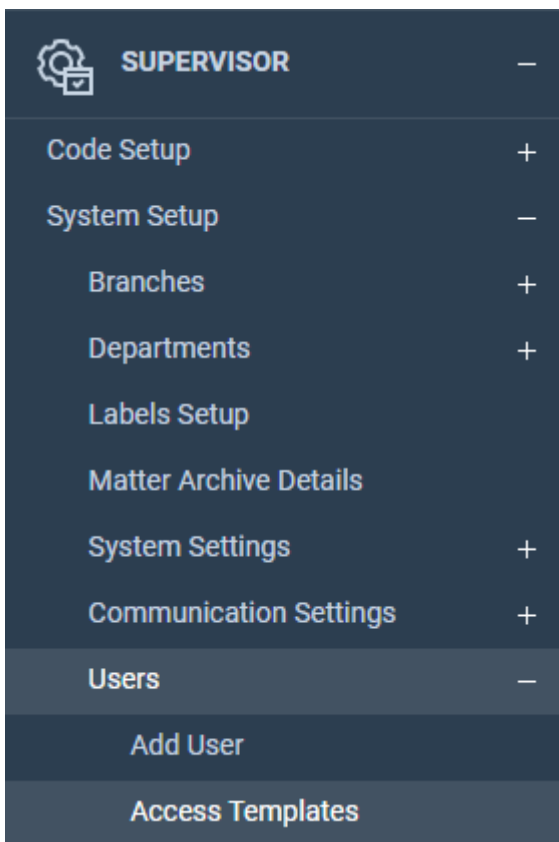 SUPERVISOR −
Code Setup +
System Setup −
Branches +
Departments +
Labels Setup
Matter Archive Details
System Settings +
Communication Settings +
Users −
Add User
Access Templates